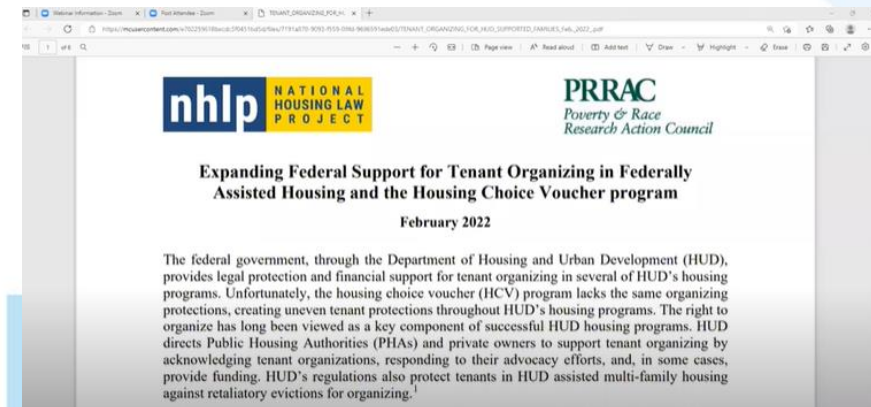 Webinar Information - Zoom
Post Attendee - Zoom
TENANT_ORGANIZING_FOR_H
1 of 8
Page view
Read aloud
Add text
Draw
Highlight
Erase
nhlp
NATIONAL
HOUSING LAW
PROJECT
PRRAC
Poverty & Race
Research Action Council
Expanding Federal Support for Tenant Organizing in Federally
Assisted Housing and the Housing Choice Voucher program
February 2022
The federal government, through the Department of Housing and Urban Development (HUD),
provides legal protection and financial support for tenant organizing in several of HUD’s housing
programs. Unfortunately, the housing choice voucher (HCV) program lacks the same organizing
protections, creating uneven tenant protections throughout HUD’s housing programs. The right to
organize has long been viewed as a key component of successful HUD housing programs. HUD
directs Public Housing Authorities (PHAs) and private owners to support tenant organizing by
acknowledging tenant organizations, responding to their advocacy efforts, and, in some cases,
provide funding. HUD’s regulations also protect tenants in HUD assisted multi-family housing
against retaliatory evictions for organizing.1